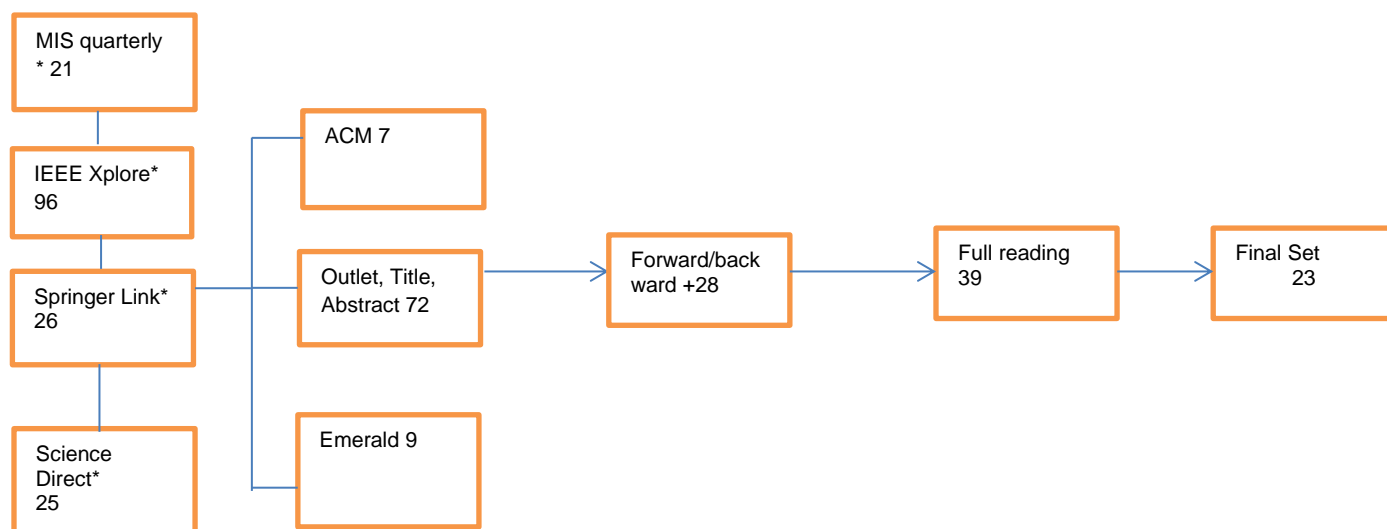 MIS quarterly
* 21
IEEE Xplore*
96
Springer Link*
26
Science
Direct*
25
ACM 7
Outlet, Title,
Abstract 72
Emerald 9
Forward/back
ward +28
Full reading
39
Final Set
23